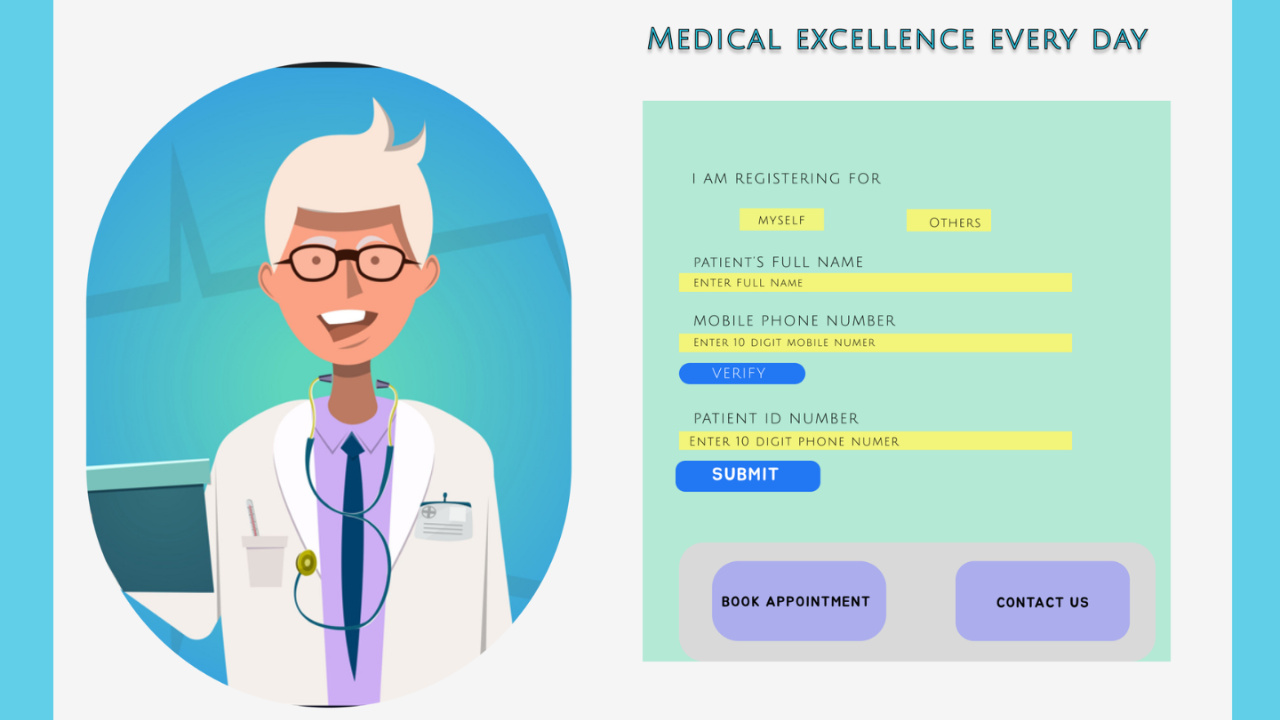 Medical excellence every day
I am registering for
myself
Others
patient's full name
Enter full name
Mobile phone number
Enter 10 digit mobile numer
VERIFY
Patient ID number
Enter 10 digit phone numer
SUBMIT
BOOK APPOINTMENT
CONTACT US